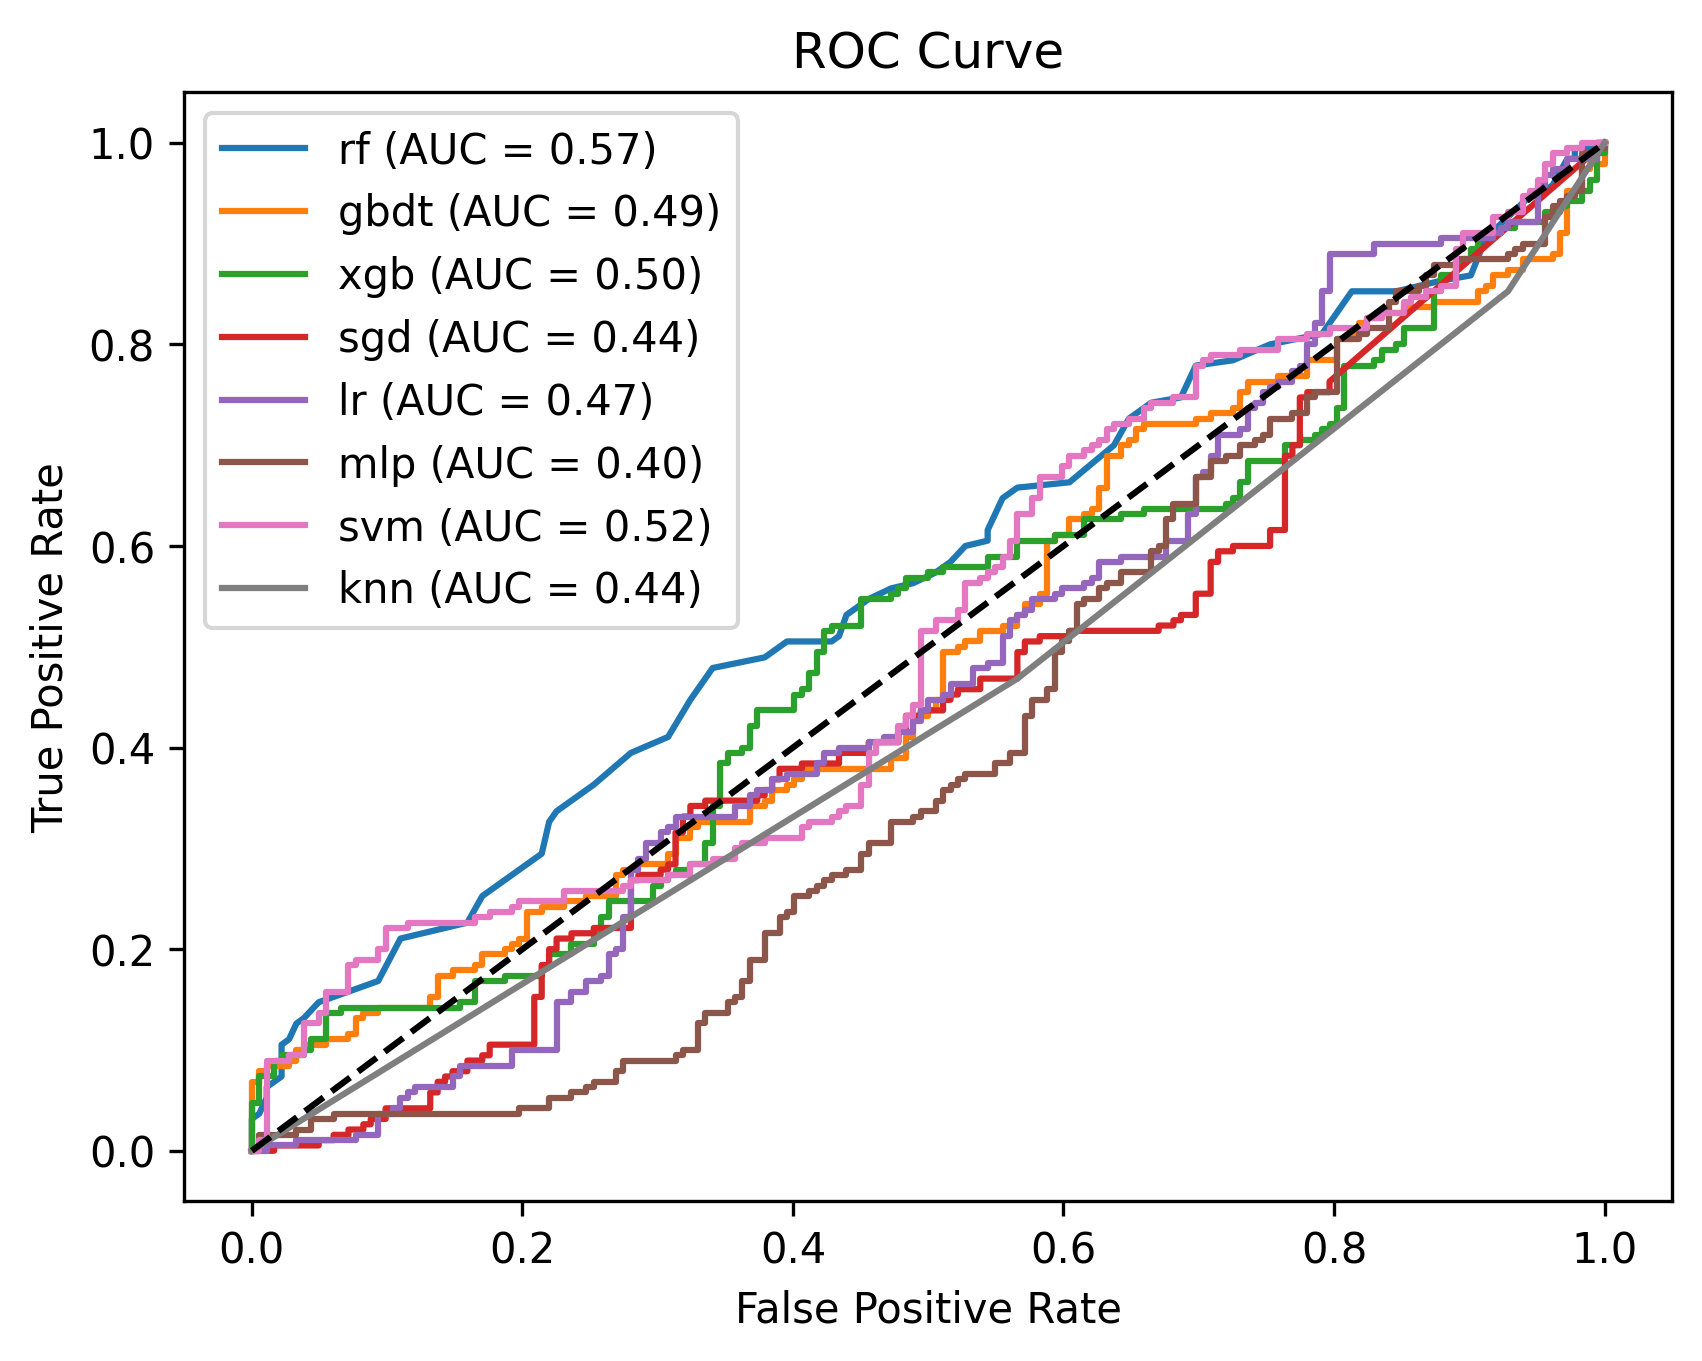 ROC Curve
rf (AUC = 0.57)
gbdt (AUC = 0.49)
xgb (AUC = 0.50)
sgd (AUC = 0.44)
lr (AUC = 0.47)
mlp (AUC = 0.40)
svm (AUC = 0.52)
knn (AUC = 0.44)
True Positive Rate
1.0
0.8
0.6
0.4
0.2
0.0
0.0 0.2 0.4 0.6 0.8 1.0
False Positive Rate